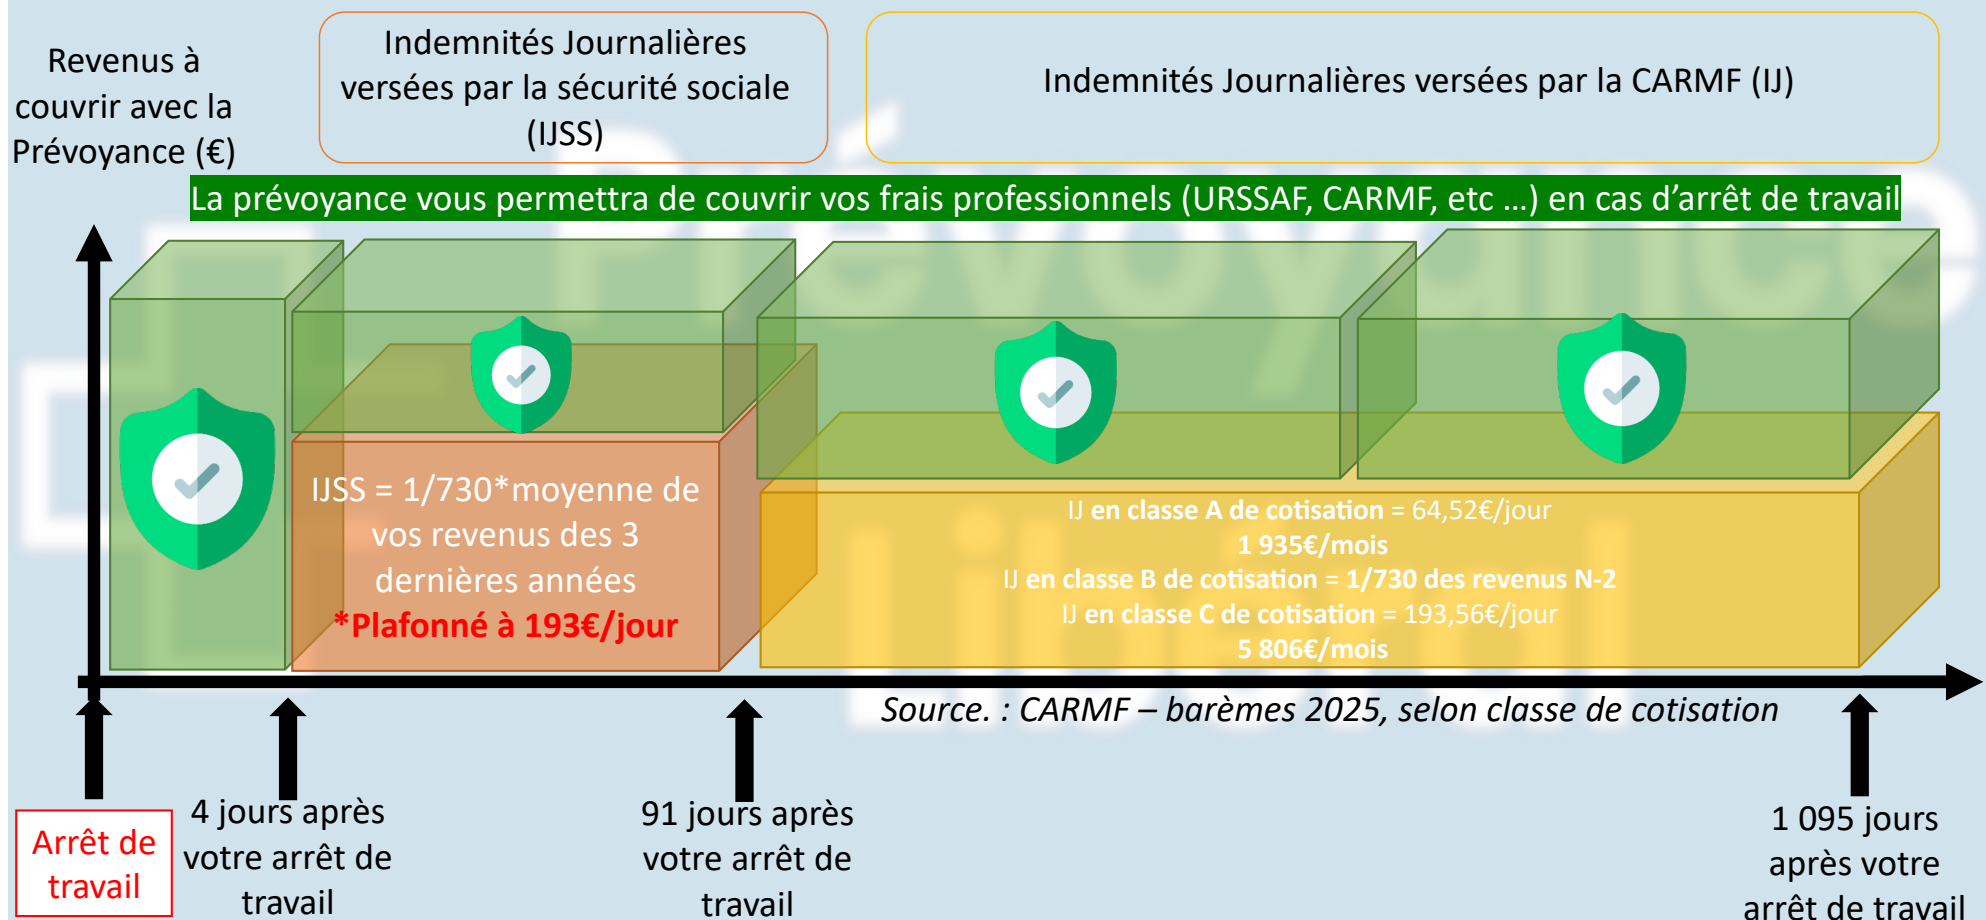 Revenus à
couvrir avec la
Prévoyance (€)
Indemnités Journalières
versées par la sécurité sociale
(IJSS)
Indemnités Journalières versées par la CARMF (IJ)
La prévoyance vous permettra de couvrir vos frais professionnels (URSSAF, CARMF, etc ...) en cas d'arrêt de travail
Prévoyance
Libéral
IJSS = 1/730*moyenne de
vos revenus des 3
dernières années
*Plafonné à 193€/jour
IJ en classe A de cotisation = 64,52€/jour
1 935€/mois
IJ en classe B de cotisation = 1/730 des revenus N-2
IJ en classe C de cotisation = 193,56€/jour
5 806€/mois
Source. : CARMF – barèmes 2025, selon classe de cotisation
Arrêt de
travail
4 jours après
votre arrêt de
travail
91 jours après
votre arrêt de
travail
1 095 jours
après votre
arrêt de travail